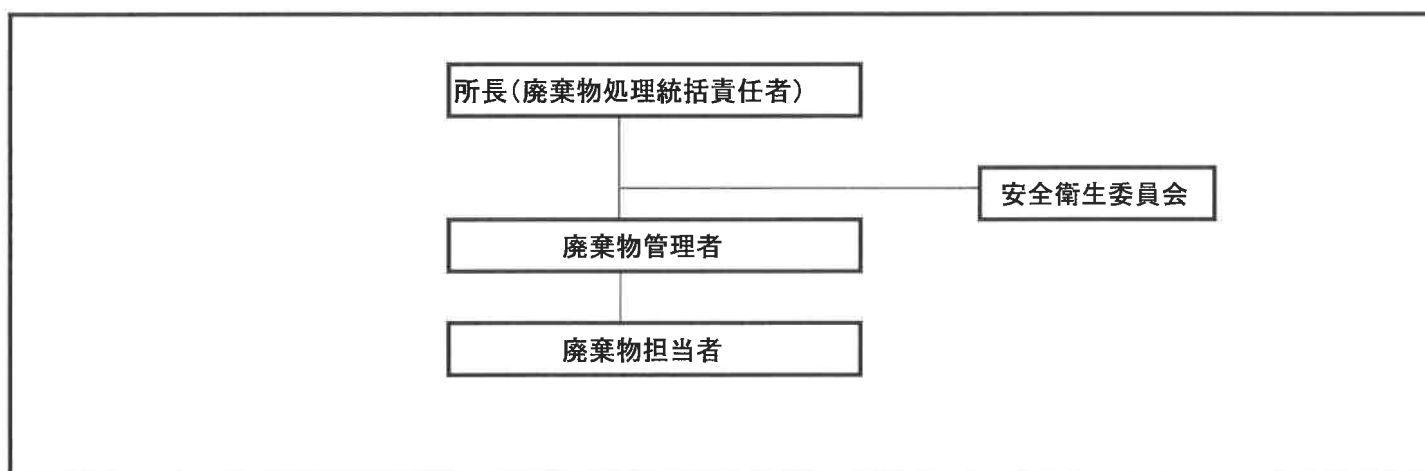 所長（廃棄物処理統括責任者）
安全衛生委員会
廃棄物管理者
廃棄物担当者